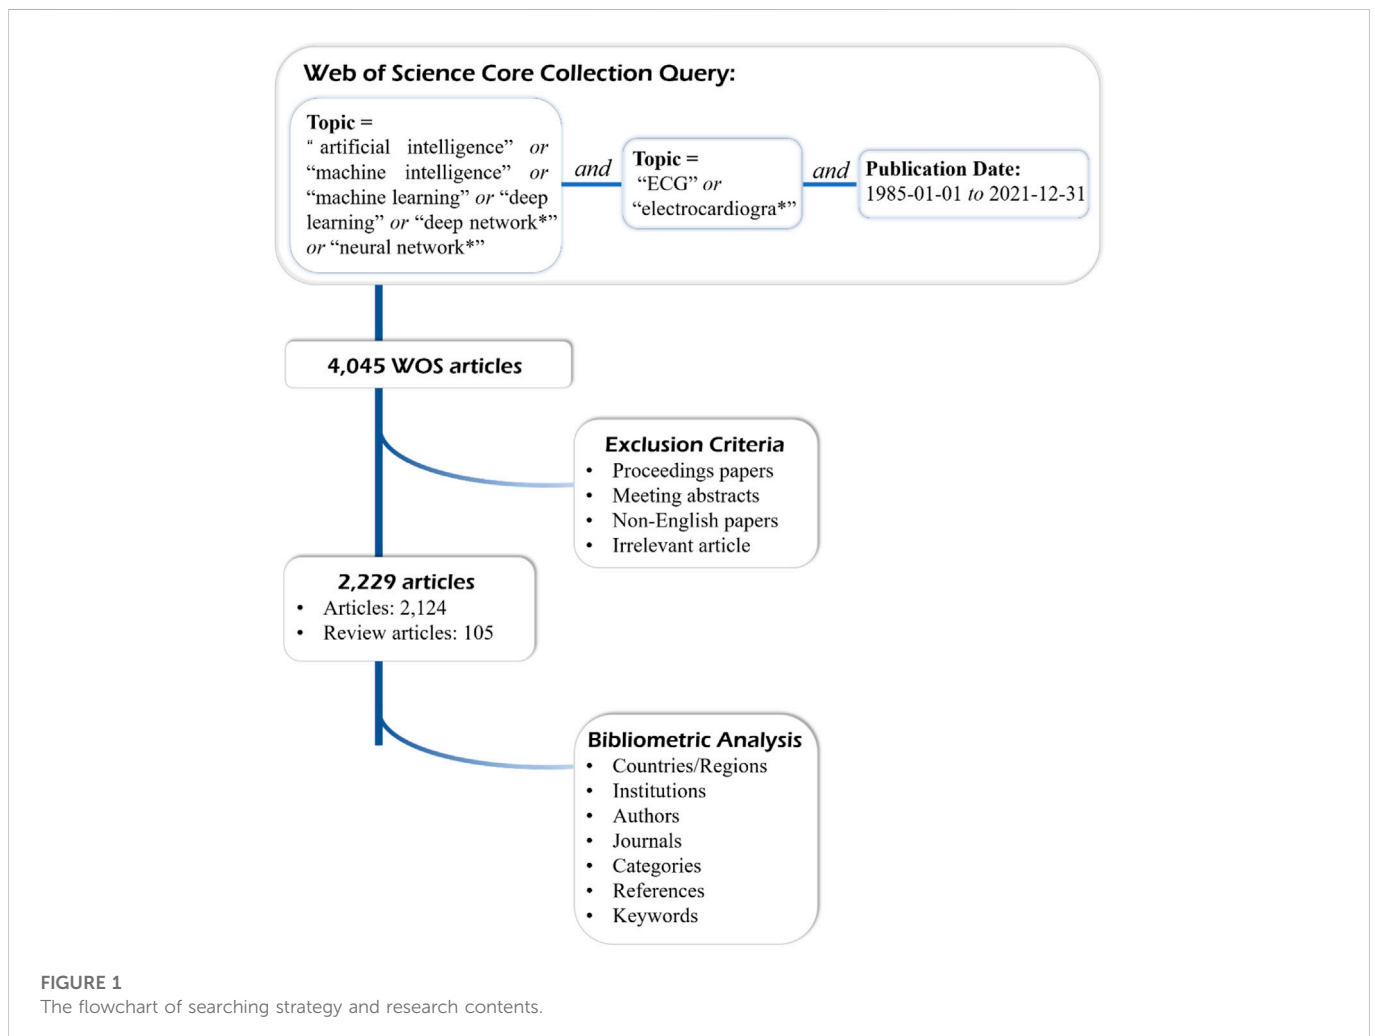 Web of Science Core Collection Query:
Topic =
“ artificial intelligence” or
“machine intelligence” or
“machine learning” or “deep
learning” or “deep network*”
or “neural network*”
and
Topic =
“ECG” or
“electrocardiogra*”
and
Publication Date:
1985-01-01 to 2021-12-31
4,045 WOS articles
Exclusion Criteria
• Proceedings papers
• Meeting abstracts
• Non-English papers
• Irrelevant article
2,229 articles
• Articles: 2,124
• Review articles: 105
Bibliometric Analysis
• Countries/Regions
• Institutions
• Authors
• Journals
• Categories
• References
• Keywords
FIGURE 1
The flowchart of searching strategy and research contents.